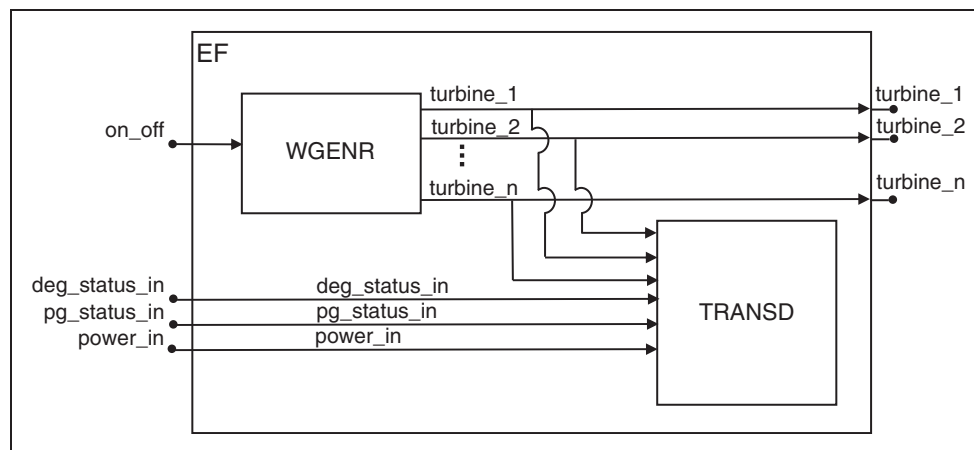 EF
turbine_1
turbine_1
on_off
WGENR
turbine_2
turbine_2
turbine_n
turbine_n
deg_status_in
deg_status_in
pg_status_in
pg_status_in
power_in
power_in
TRANSD